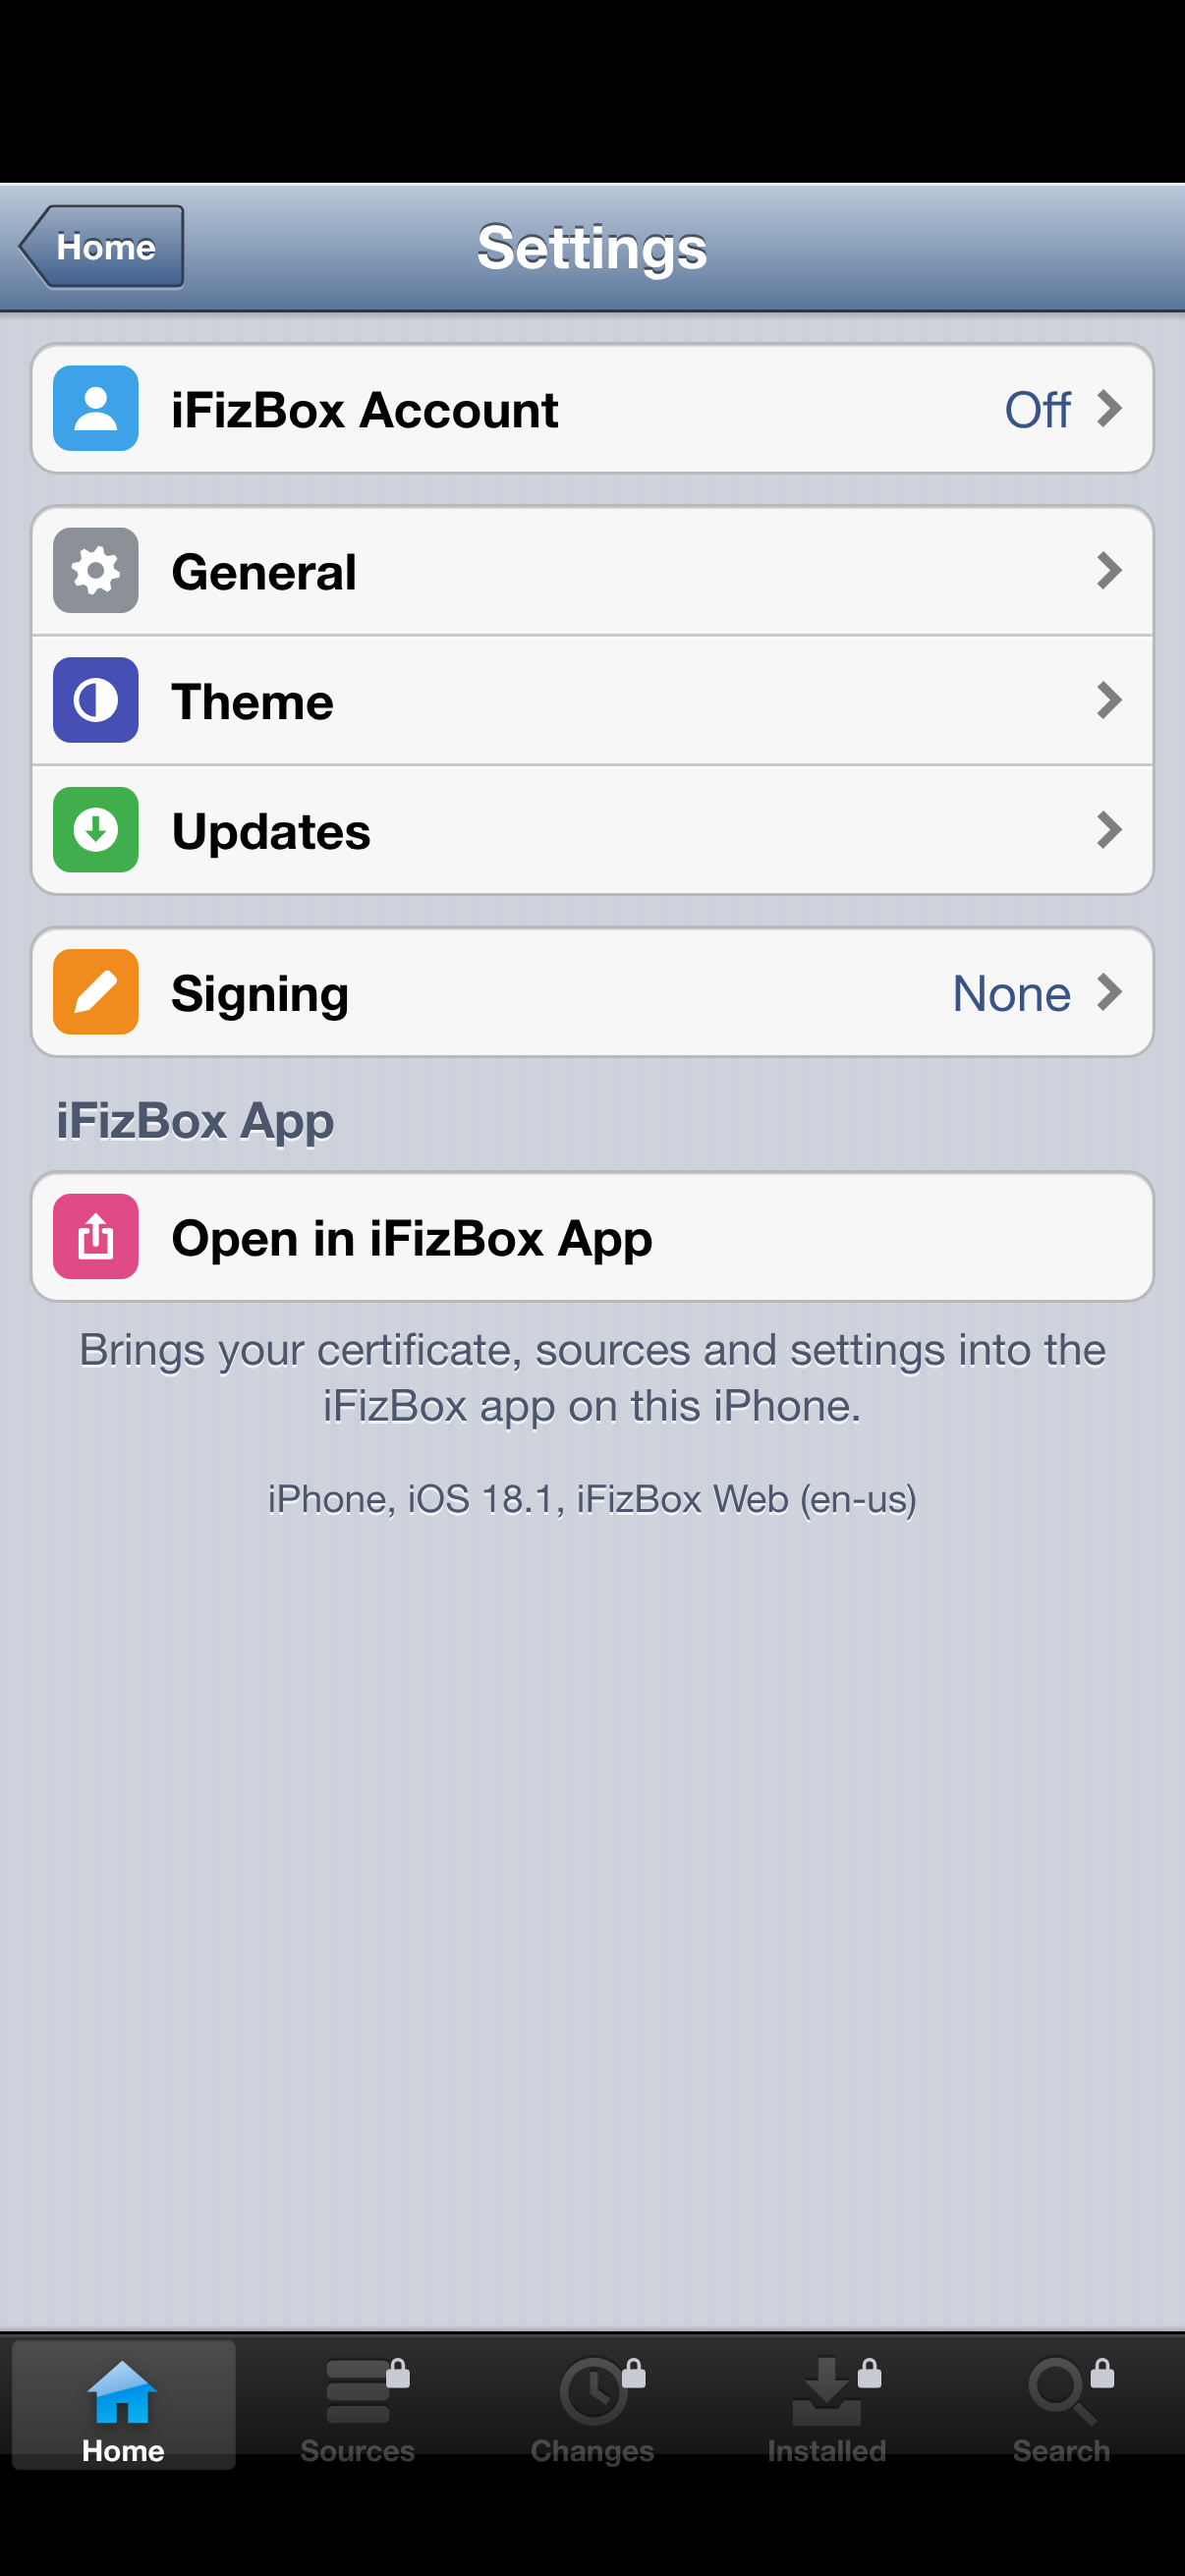 Home
Settings
iFizBox Account
Off
General
Theme
Updates
Signing
None
iFizBox App
Open in iFizBox App
Brings your certificate, sources and settings into the
iFizBox app on this iPhone.
iPhone, iOS 18.1, iFizBox Web (en-us)
Home
Sources
Changes
Installed
Search